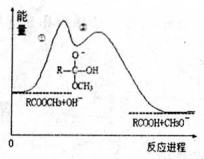 能
量
①
②
O⁻
R—C—OH
OCH₃
RCOOCH₃+OH⁻
RCOOH+CH₃O⁻
0
反应进程